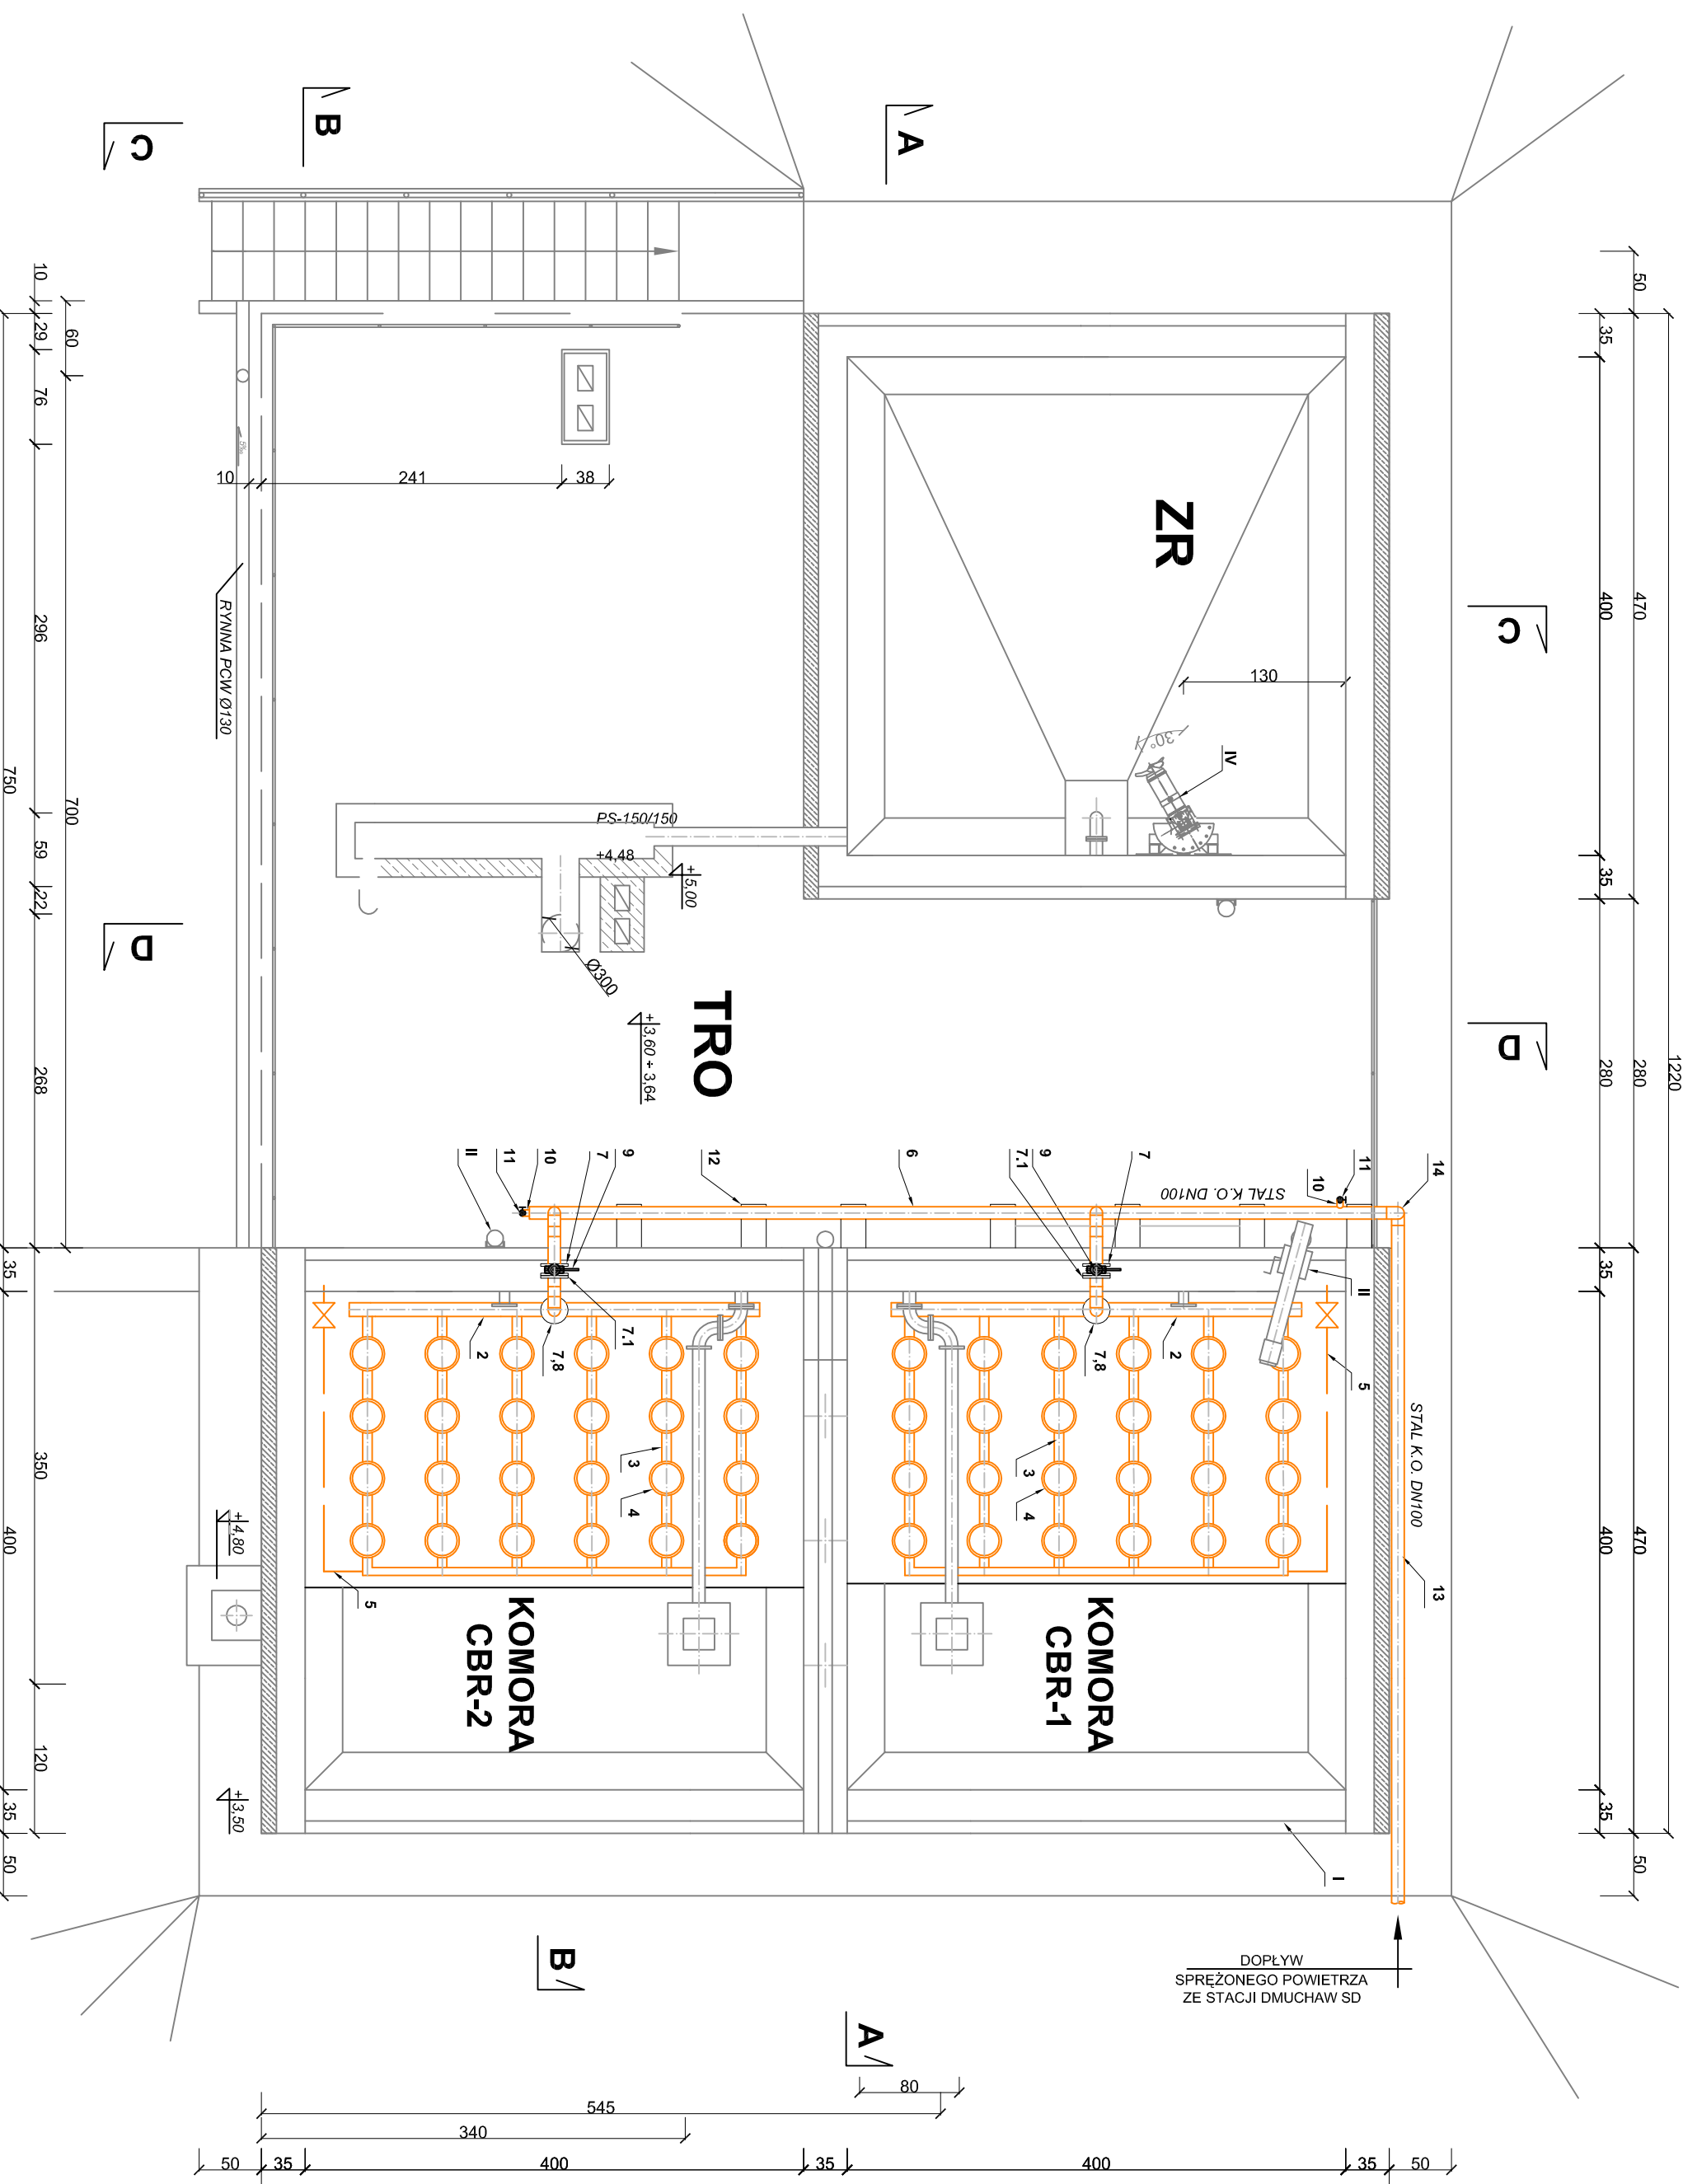 A
B
C
50
35
470
400
1220
10
60
29
76
5‰
10
241
38
ZR
C
RYNNA PCW Ø130
296
130
30°
IV
750
700
59
22
PS-150/150
+4,48
+5,00
35
D
Ø300
TRO
+3,60 ÷ 3,64
D
280
280
268
II
11
10
7
9
12
6
7.1
9
7
STAL K.O. DN100
10
11
14
35
35
2
7,8
7.1
7,8
2
II
5
STAL K.O. DN100
3
4
3
4
13
350
400
400
470
+4,80
5
KOMORA
CBR-2
KOMORA
CBR-1
120
+3,50
35
35
50
50
I
B
DOPŁYW
SPRĘŻONEGO POWIETRZA
ZE STACJI DMUCHAW SD
A
80
545
340
50
35
400
35
400
35
50